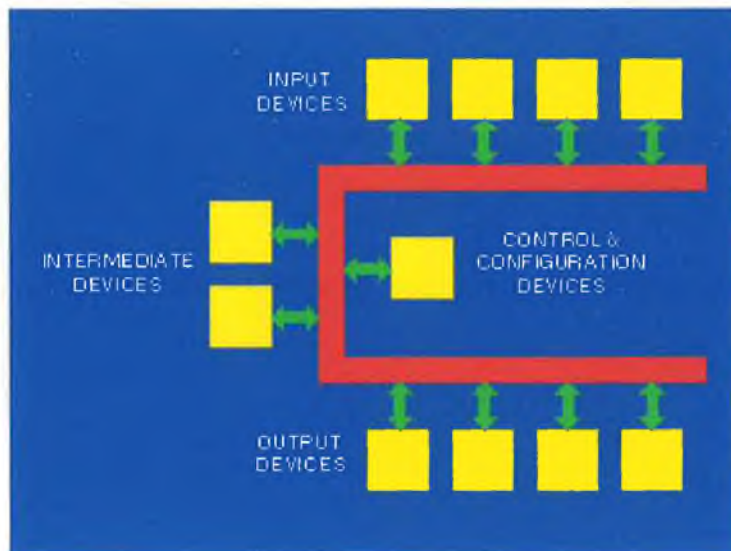 INPUT
DEVICES
INTERMEDIATE
DEVICES
CONTROL &
CONFIGURATION
DEVICES
OUTPUT
DEVICES